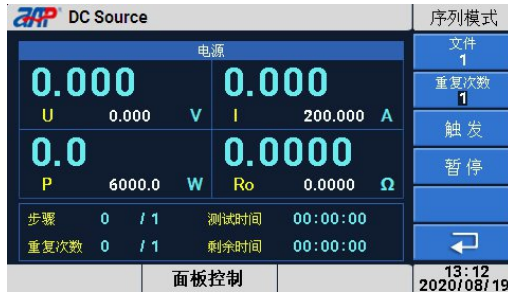 AAP DC Source
序列模式
电源
文件
1
0.000
0.000
重复次数
1
U 0.000 V I 200.000 A
触发
0.0
0.0000
暂停
P 6000.0 W Ro 0.0000 Ω
步骤 0 / 1 测试时间 00:00:00
重复次数 0 / 1 剩余时间 00:00:00
面板控制
13:12
2020/08/19